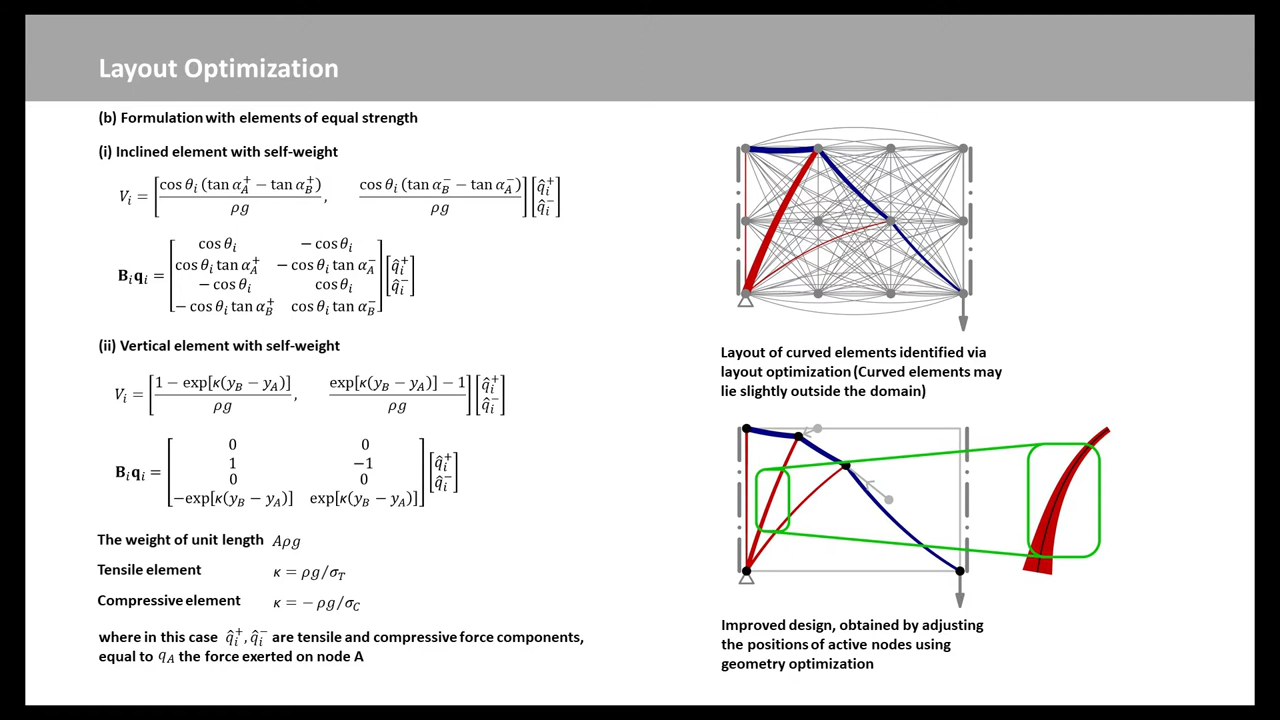 Layout Optimization
(b) Formulation with elements of equal strength
(i) Inclined element with self-weight
V_i = [cos θ_i (tan α_A^+ − tan α_B^+) / ρg, cos θ_i (tan α_B^− − tan α_A^−) / ρg] [q̂_i^+ ; q̂_i^−]
B_i q_i = [cos θ_i, − cos θ_i ; cos θ_i tan α_A^+, − cos θ_i tan α_A^− ; − cos θ_i, cos θ_i ; − cos θ_i tan α_B^+, cos θ_i tan α_B^−] [q̂_i^+ ; q̂_i^−]
(ii) Vertical element with self-weight
V_i = [1 − exp[κ(y_B − y_A)] / ρg, exp[κ(y_B − y_A)] − 1 / ρg] [q̂_i^+ ; q̂_i^−]
B_i q_i = [0, 0 ; 1, −1 ; 0, 0 ; −exp[κ(y_B − y_A)], exp[κ(y_B − y_A)]] [q̂_i^+ ; q̂_i^−]
The weight of unit length Aρg
Tensile element κ = ρg/σ_T
Compressive element κ = − ρg/σ_C
where in this case q̂_i^+, q̂_i^− are tensile and compressive force components,
equal to q_A the force exerted on node A
Layout of curved elements identified via
layout optimization (Curved elements may
lie slightly outside the domain)
Improved design, obtained by adjusting
the positions of active nodes using
geometry optimization